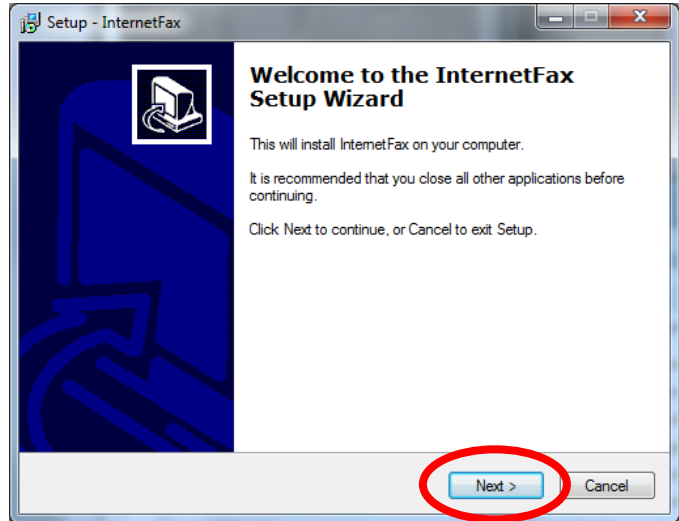 Setup - InternetFax
Welcome to the InternetFax
Setup Wizard
This will install InternetFax on your computer.
It is recommended that you close all other applications before
continuing.
Click Next to continue, or Cancel to exit Setup.
Next >
Cancel